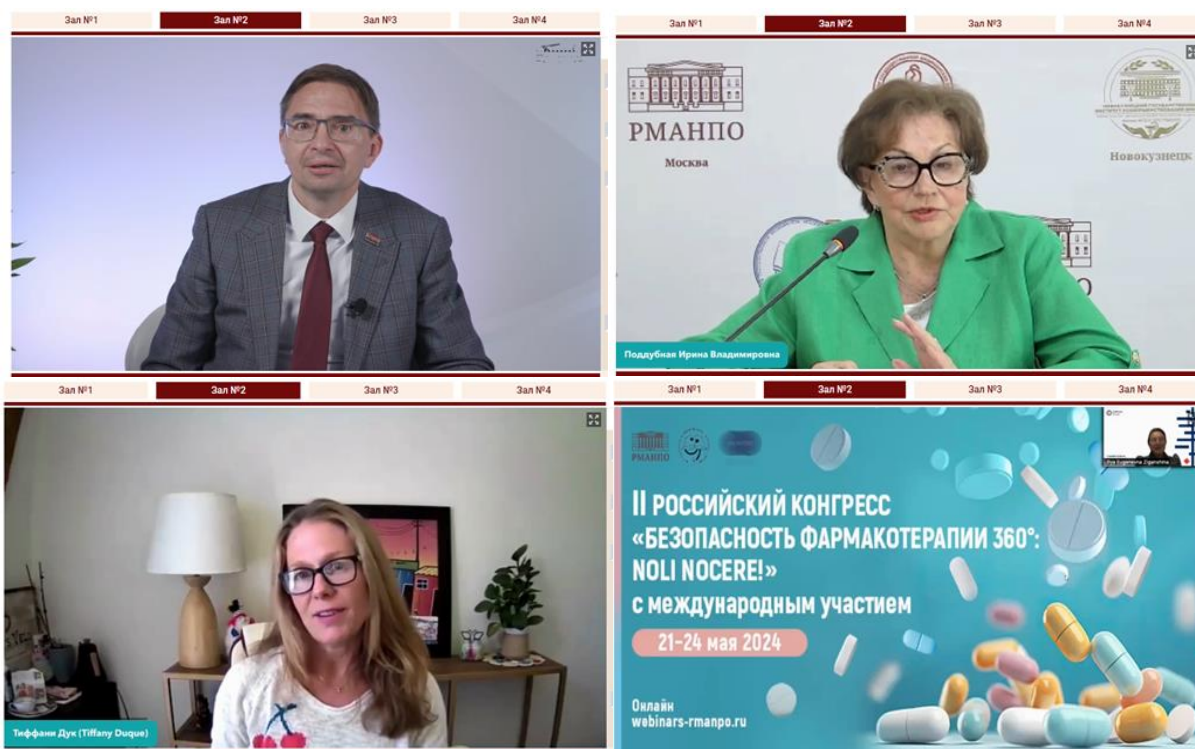 Зал №1 Зал №2 Зал №3 Зал №4
Зал №1 Зал №2 Зал №3 Зал №4
РМАНПО
Москва
Новокузнецк
Поддубная Ирина Владимировна
Зал №1 Зал №2 Зал №3 Зал №4
Тиффани Дук (Tiffany Duque)
Зал №1 Зал №2 Зал №3 Зал №4
РМАНПО
II РОССИЙСКИЙ КОНГРЕСС
«БЕЗОПАСНОСТЬ ФАРМАКОТЕРАПИИ 360°:
NOLI NOCERE!»
с международным участием
21-24 мая 2024
Онлайн
webinars-rmanpo.ru